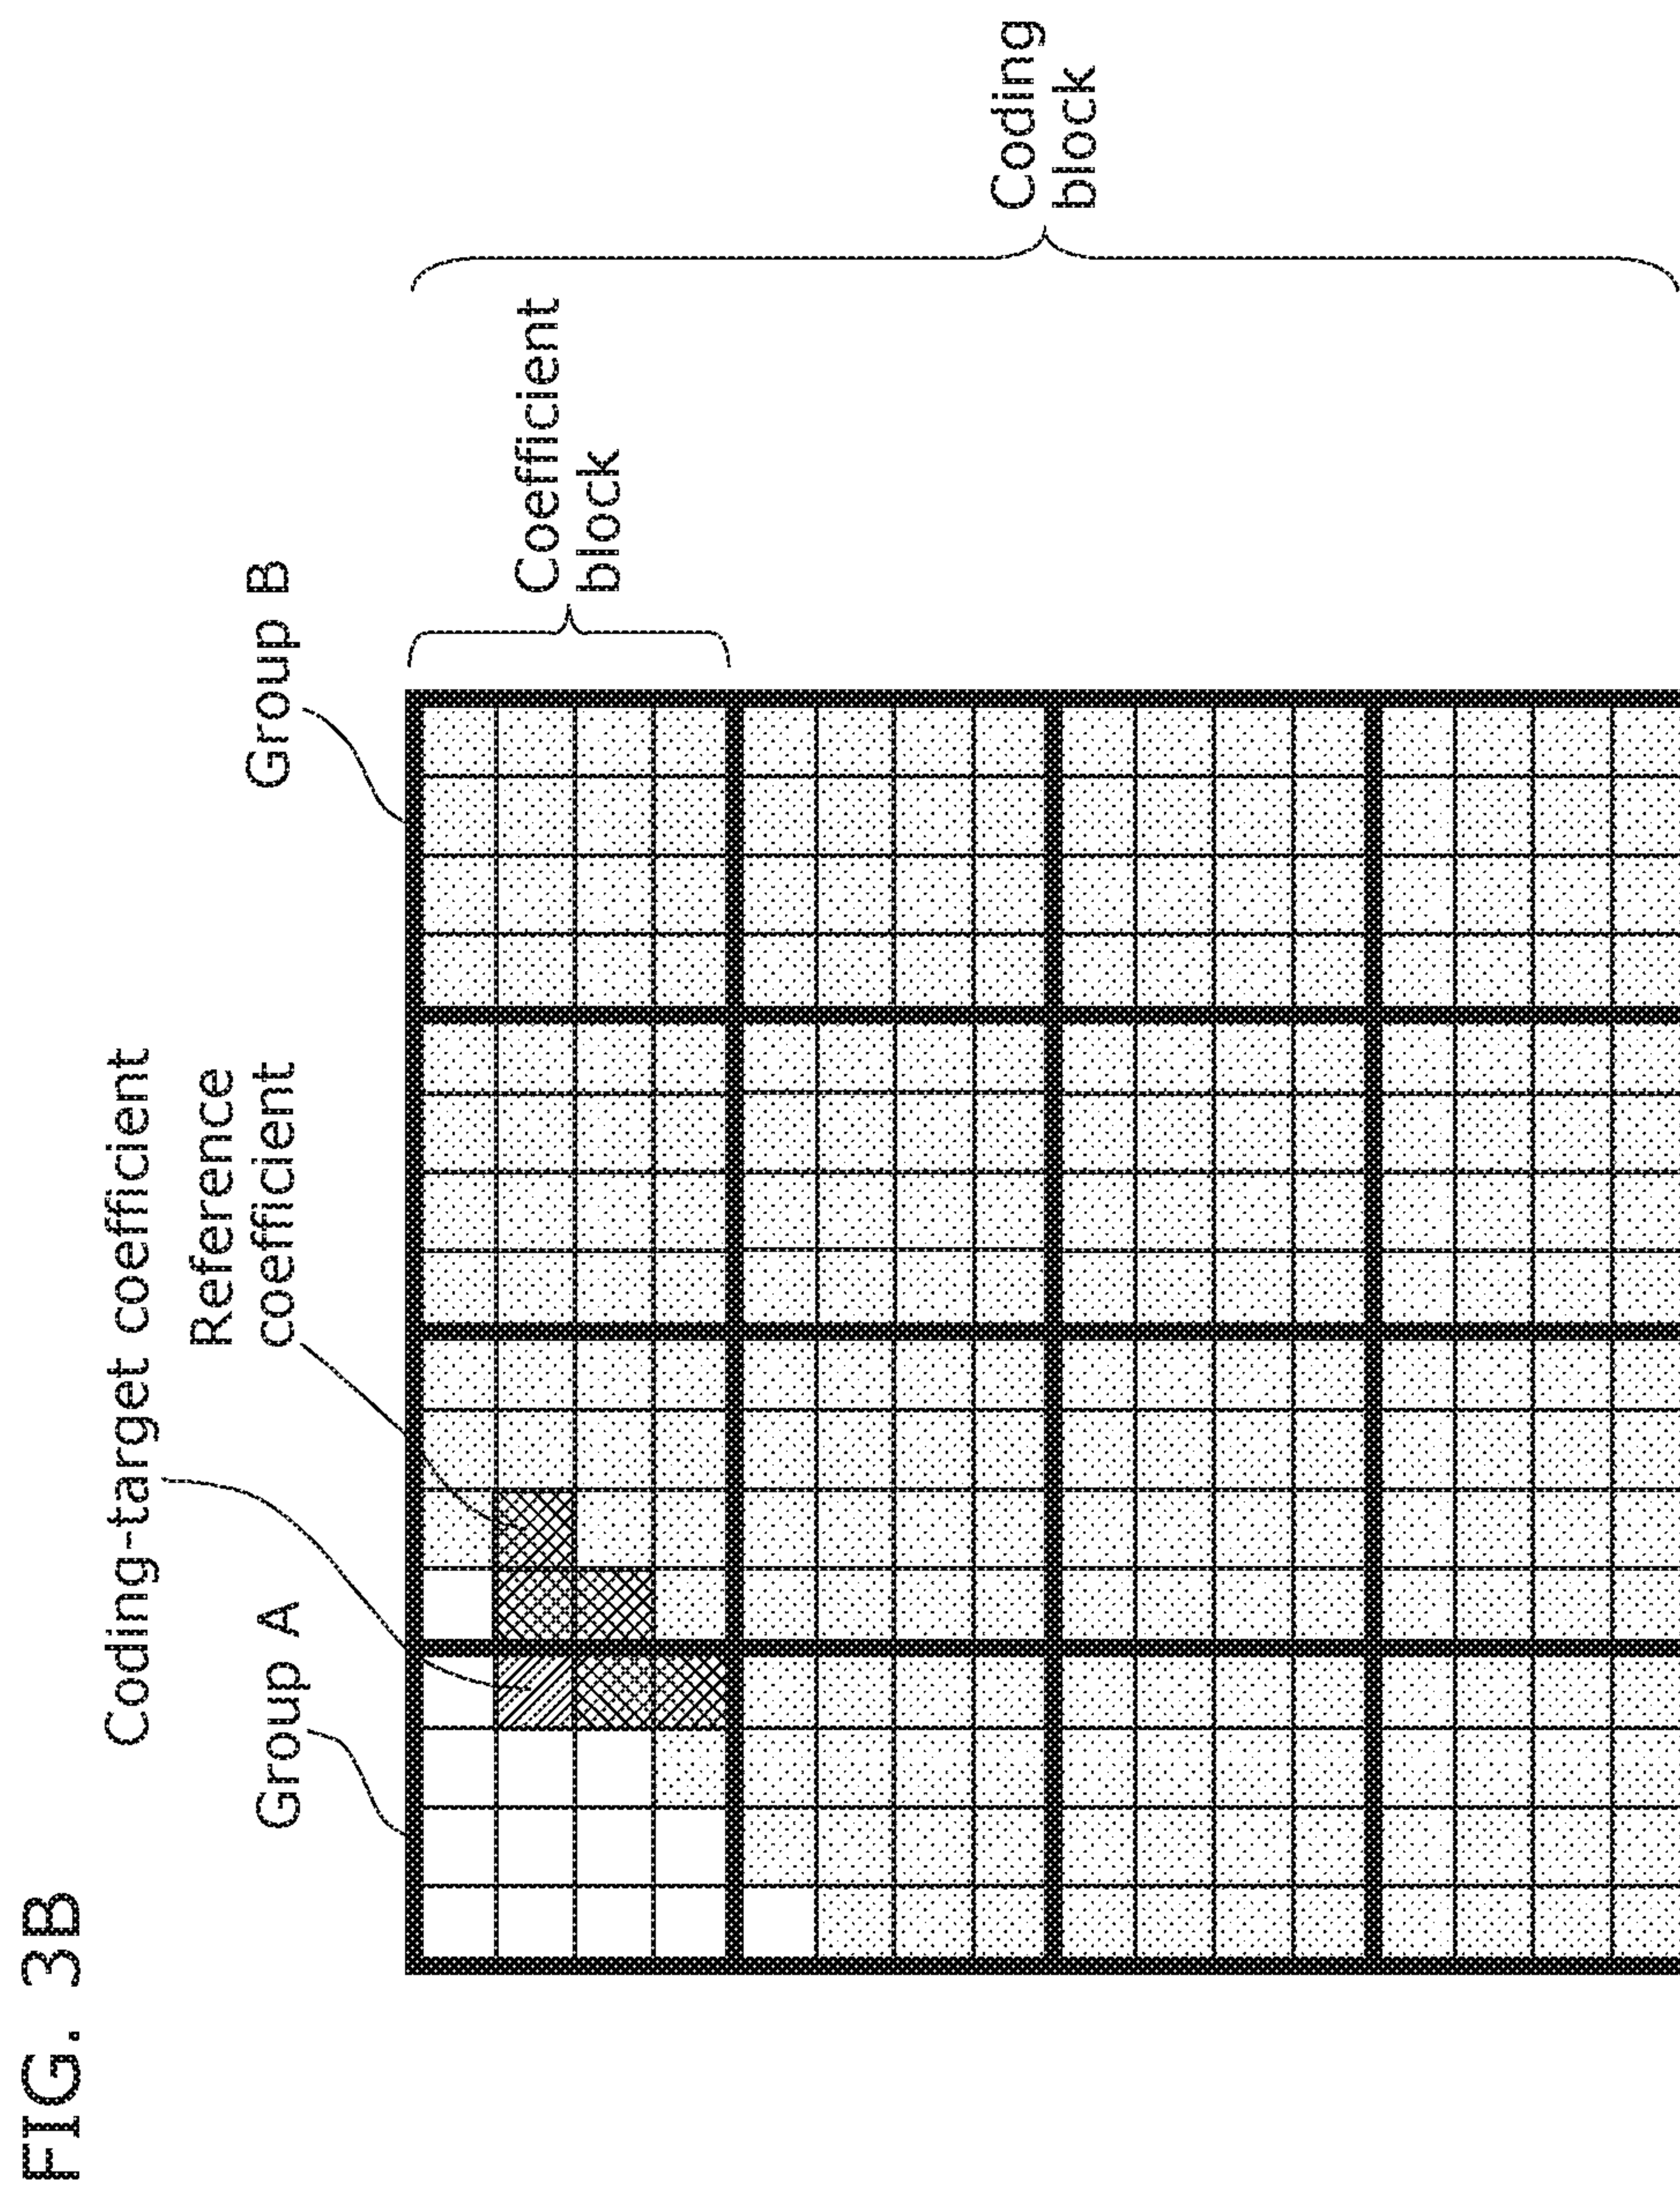 FIG. 3B
Coding-target coefficient
Group A
Reference
coefficient
Group B
Coefficient
block
Coding
block